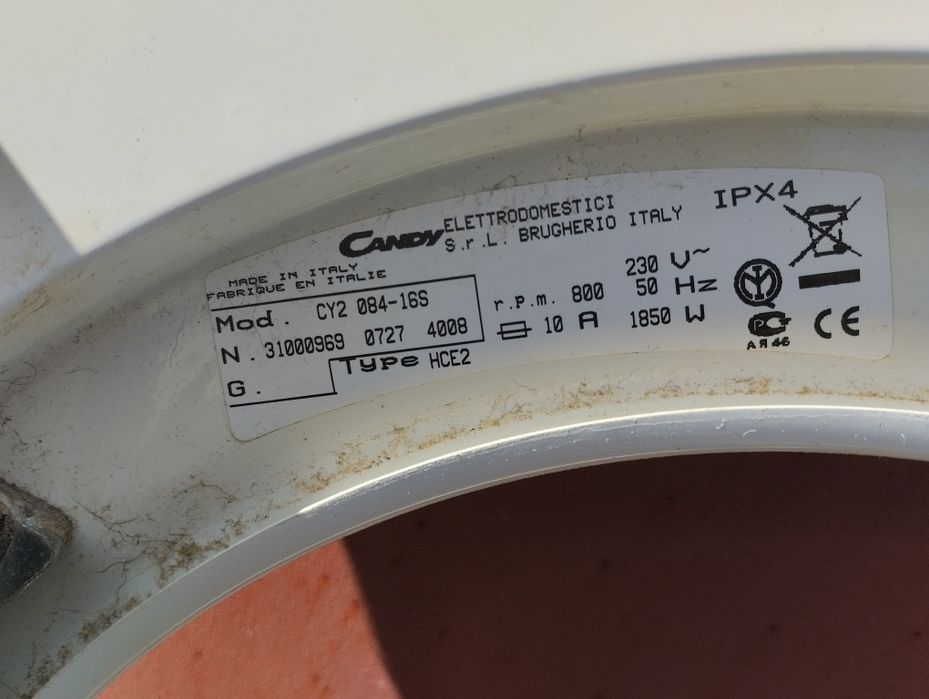 CANDY ELETTRODOMESTICI
S.r.L. BRUGHERIO ITALY
IPX4
MADE IN ITALY
FABRIQUE EN ITALIE
Mod. CY2 084-16S
N. 31000969 0727 4008
G.
Type HCE2
r.p.m. 800
10 A
230 V~
50 Hz
1850 W
PC
АЯ46
CE